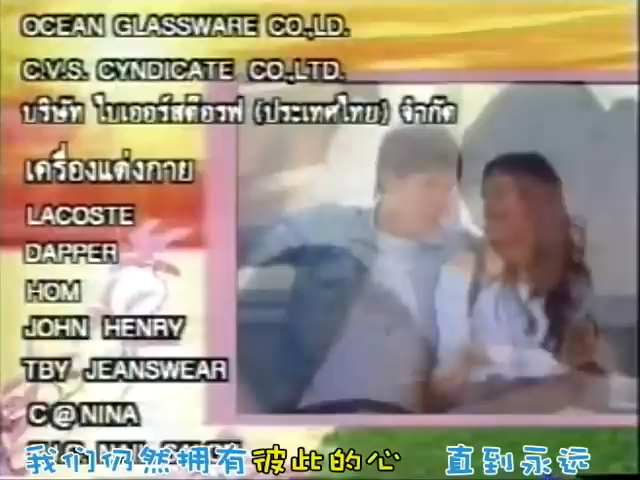 OCEAN GLASSWARE CO.,LD.
C.V.S. CYNDICATE CO.,LTD.
บริษัท ไบเออร์สด๊อรฟ (ประเทศไทย) จำกัด
เครื่องแต่งกาย
LACOSTE
DAPPER
HOM
JOHN HENRY
TBY JEANSWEAR
C@NINA
我们仍然拥有彼此的心 直到永远